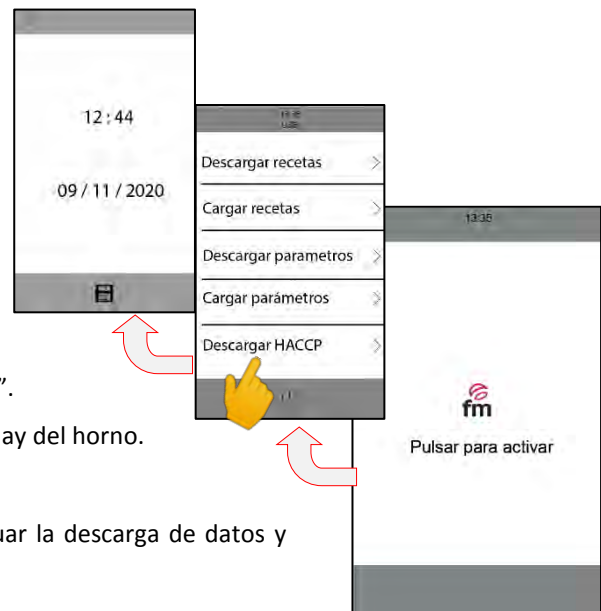 12 : 44
09 / 11 / 2020
Descargar recetas
Cargar recetas
Descargar parametros
Cargar parámetros
Descargar HACCP
13:35
fm
Pulsar para activar
”.
ay del horno.
uar la descarga de datos y